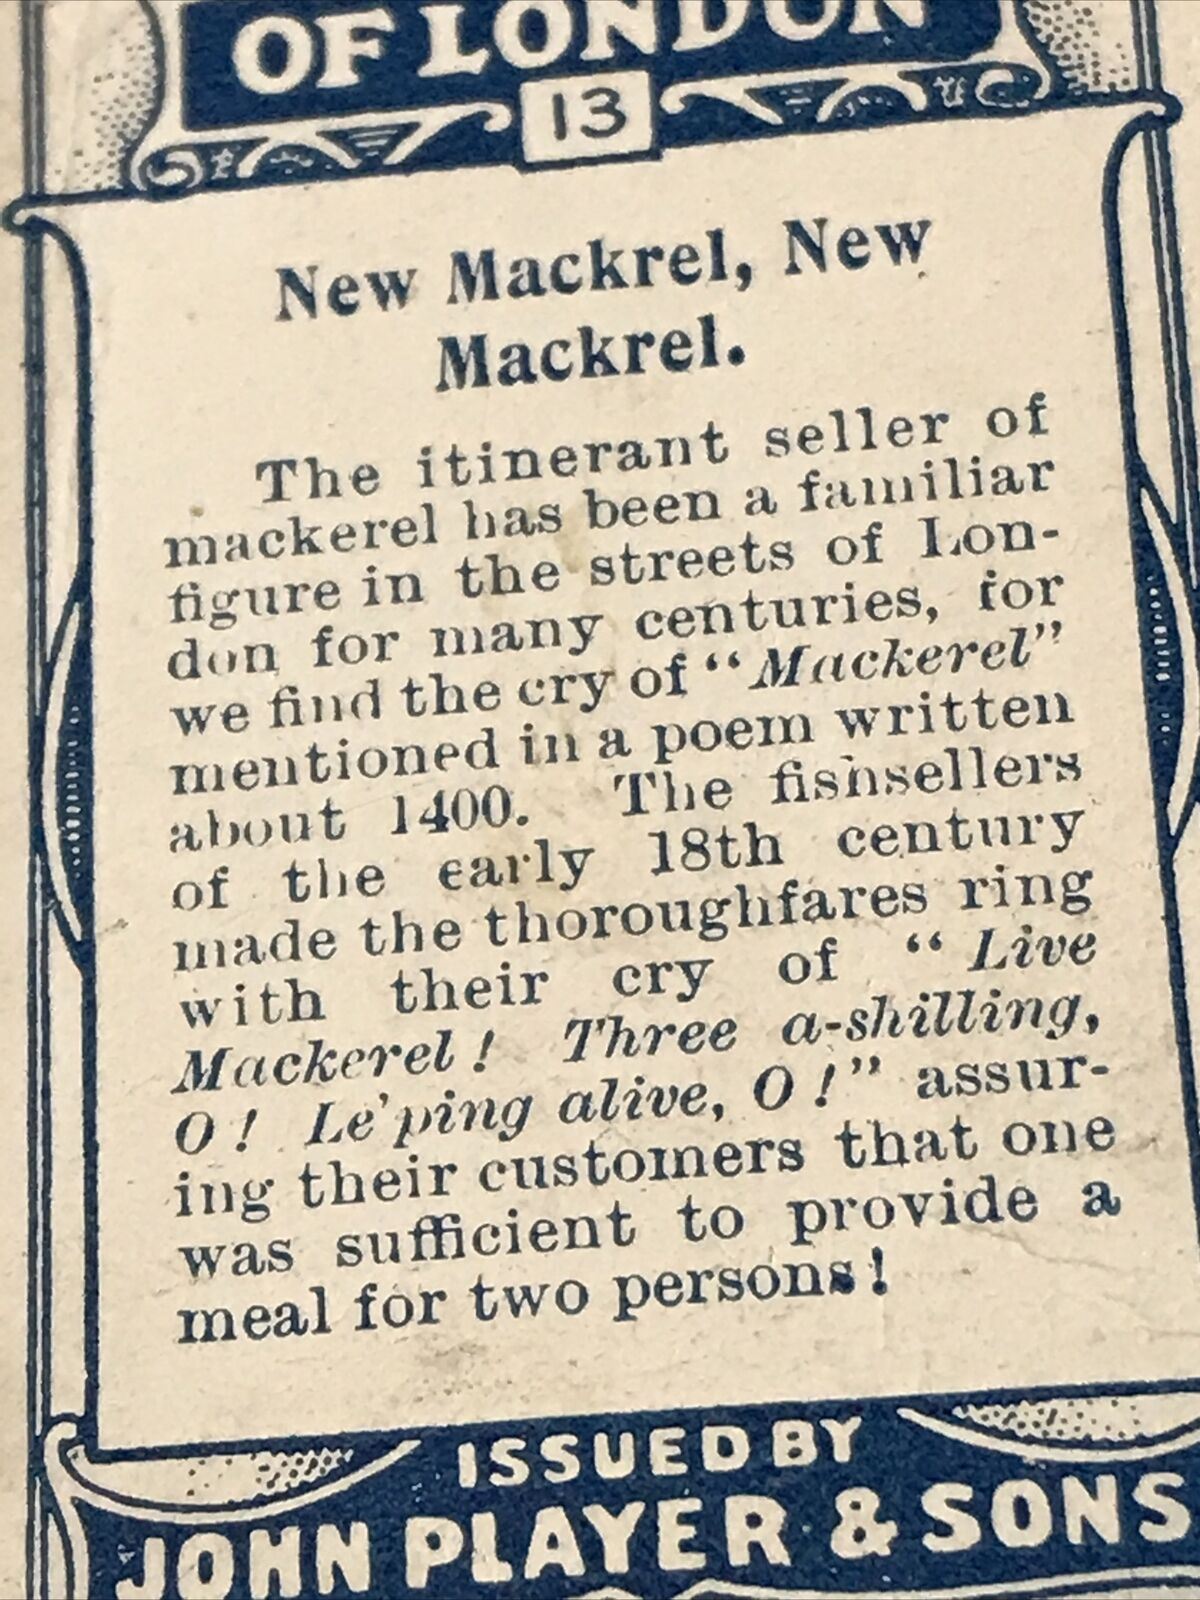 OF LONDON
13
New Mackrel, New
Mackrel.
The itinerant seller of
mackerel has been a familiar
figure in the streets of Lon-
don for many centuries, for
we find the cry of "Mackerel"
mentioned in a poem written
about 1400. The fishsellers
of the early 18th century
made the thoroughfares ring
with their cry of "Live
Mackerel! Three a-shilling,
O! Le'ping alive, O!" assur-
ing their customers that one
was sufficient to provide a
meal for two persons!
ISSUED BY
JOHN PLAYER & SONS